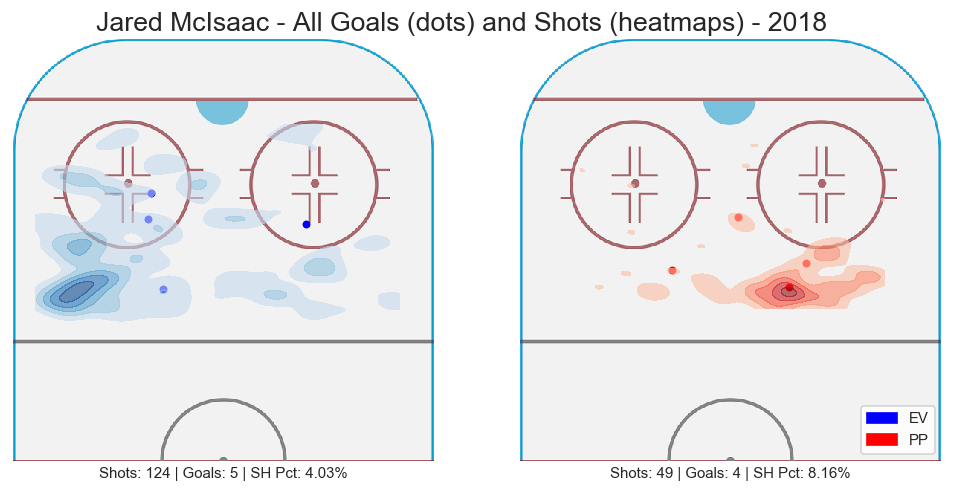 Jared McIsaac - All Goals (dots) and Shots (heatmaps) - 2018
EV
PP
Shots: 124 | Goals: 5 | SH Pct: 4.03%
Shots: 49 | Goals: 4 | SH Pct: 8.16%